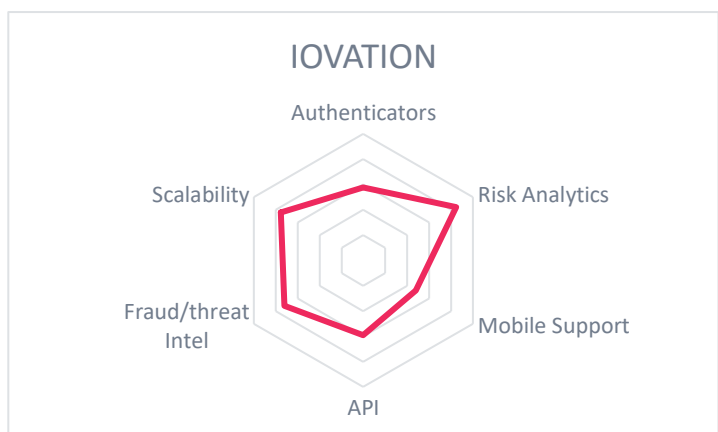 IOVATION
Authenticators
Scalability
Risk Analytics
Fraud/threat
Intel
Mobile Support
API